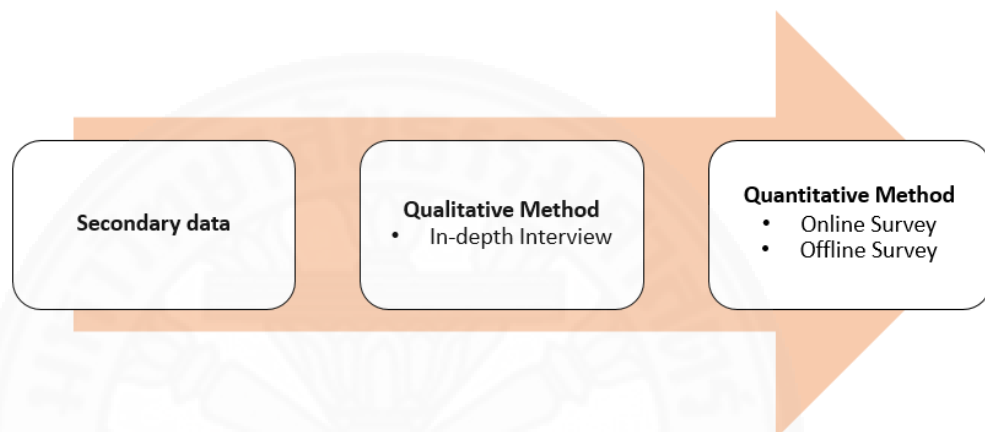 Secondary data
Qualitative Method
• In-depth Interview
Quantitative Method
• Online Survey
• Offline Survey